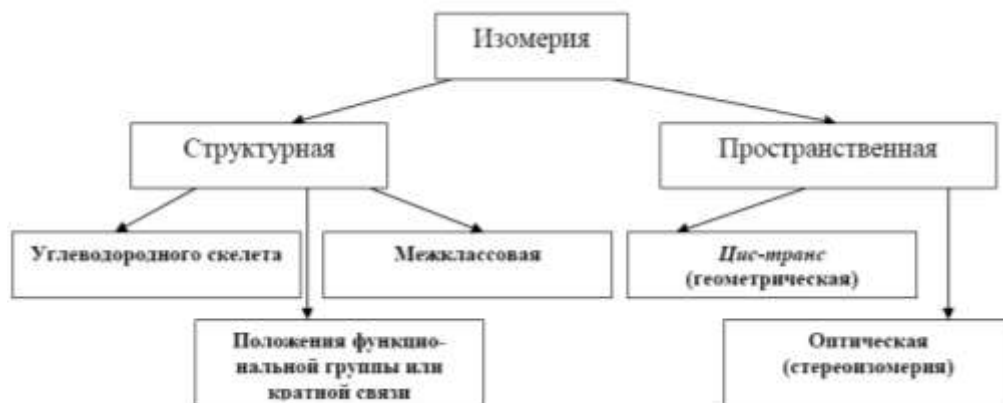 Изомерия
Структурная
Пространственная
Углеводородного скелета
Межклассовая
Цис-транс
(геометрическая)
Положения функцио-
нальной группы или
кратной связи
Оптическая
(стереоизомерия)